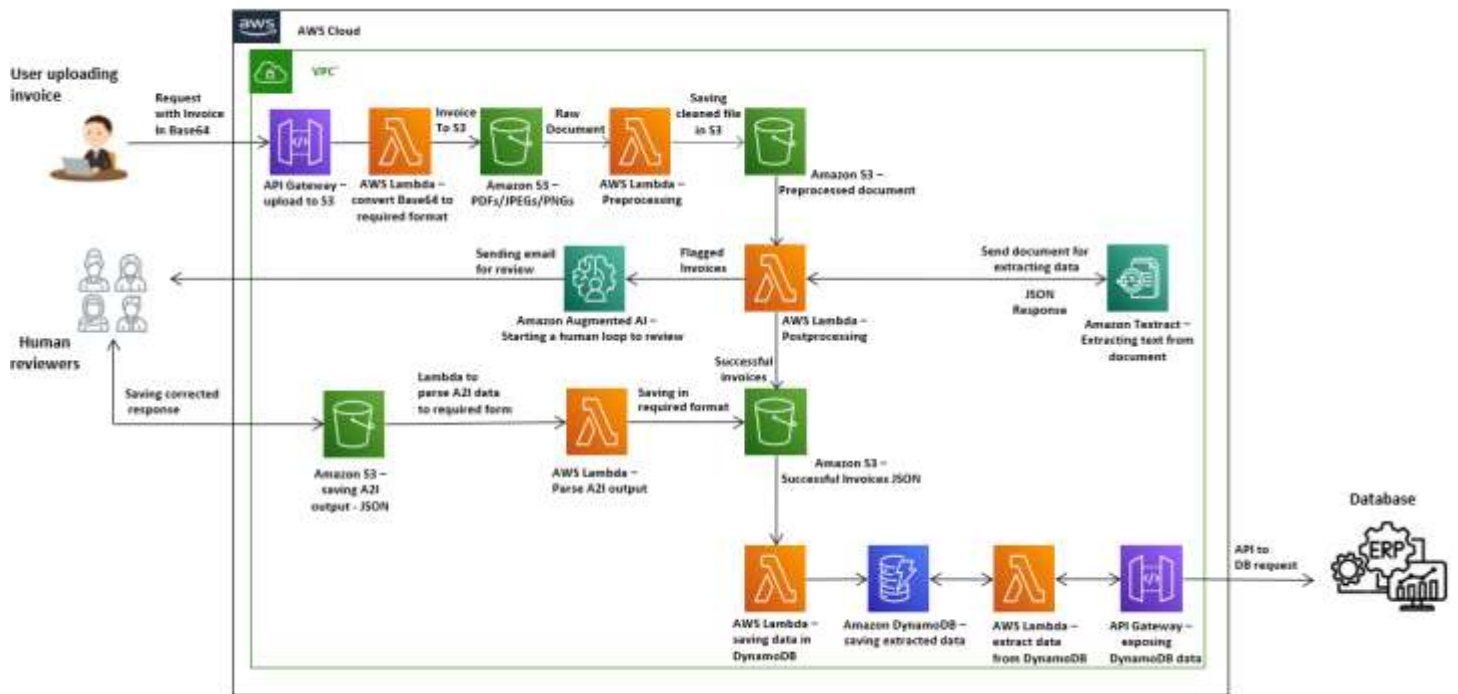 aws
AWS Cloud
VPC
User uploading
invoice
Request
with Invoice
in Base64
Invoice
To S3
Raw
Document
Saving
cleaned file
in S3
API Gateway –
upload to S3
AWS Lambda –
convert Base64 to
required format
Amazon S3 –
PDFs/JPEGs/PNGs
AWS Lambda –
Preprocessing
Amazon S3 –
Preprocessed document
Sending email
for review
Flagged
Invoices
Send document for
extracting data
JSON
Response
Human
reviewers
Amazon Augmented AI –
Starting a human loop to review
AWS Lambda –
Postprocessing
Amazon Textract –
Extracting text from
document
Successful
invoices
Saving corrected
response
Lambda to
parse A2I data
to required form
Saving in
required format
Amazon S3 –
saving A2I
output - JSON
AWS Lambda –
Parse A2I output
Amazon S3 –
Successful Invoices JSON
Database
API to
DB request
ERP
AWS Lambda –
saving data in
DynamoDB
Amazon DynamoDB –
saving extracted data
AWS Lambda –
extract data
from DynamoDB
API Gateway –
exposing
DynamoDB data